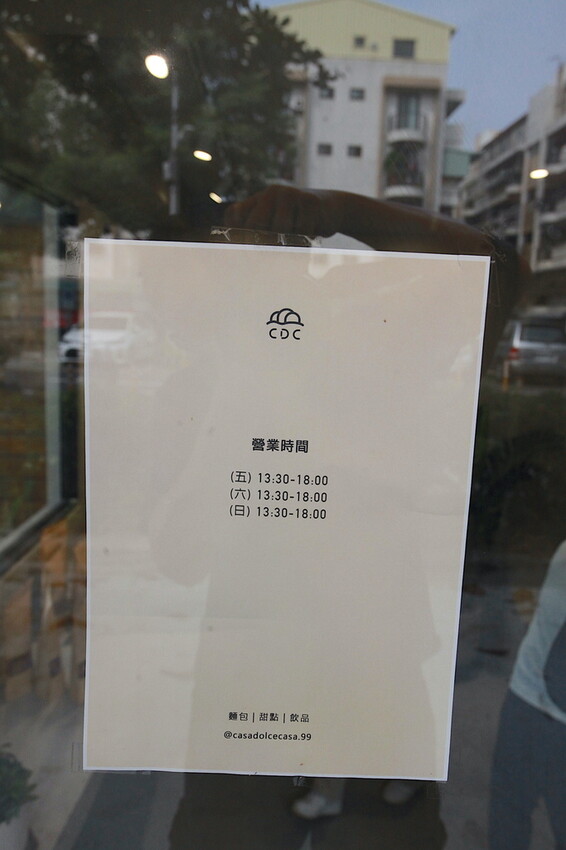 CDC
營業時間
(五) 13:30-18:00
(六) 13:30-18:00
(日) 13:30-18:00
麵包 | 甜點 | 飲品
@casadolcecasa.99